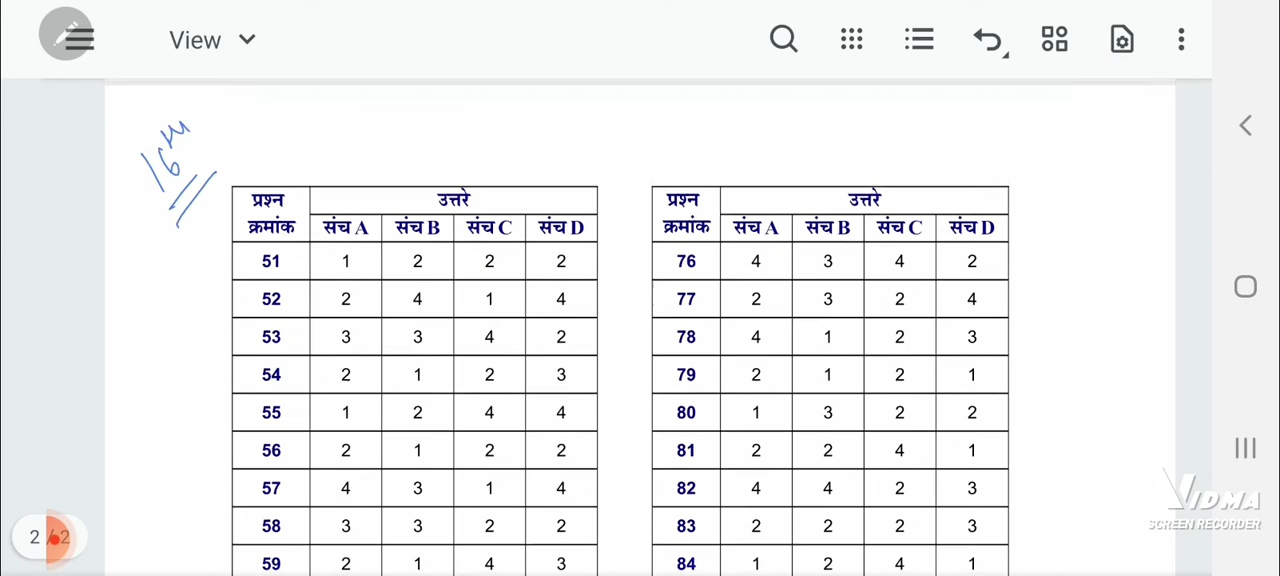 View
16th
प्रश्न क्रमांक उत्तरे
संच A संच B संच C संच D
51 1 2 2 2
52 2 4 1 4
53 3 3 4 2
54 2 1 2 3
55 1 2 4 4
56 2 1 2 2
57 4 3 1 4
58 3 3 2 2
59 2 1 4 3
प्रश्न क्रमांक उत्तरे
संच A संच B संच C संच D
76 4 3 4 2
77 2 3 2 4
78 4 1 2 3
79 2 1 2 1
80 1 3 2 2
81 2 2 4 1
82 4 4 2 3
83 2 2 2 3
84 1 2 4 1
2 / 2
VIDMA
SCREEN RECORDER